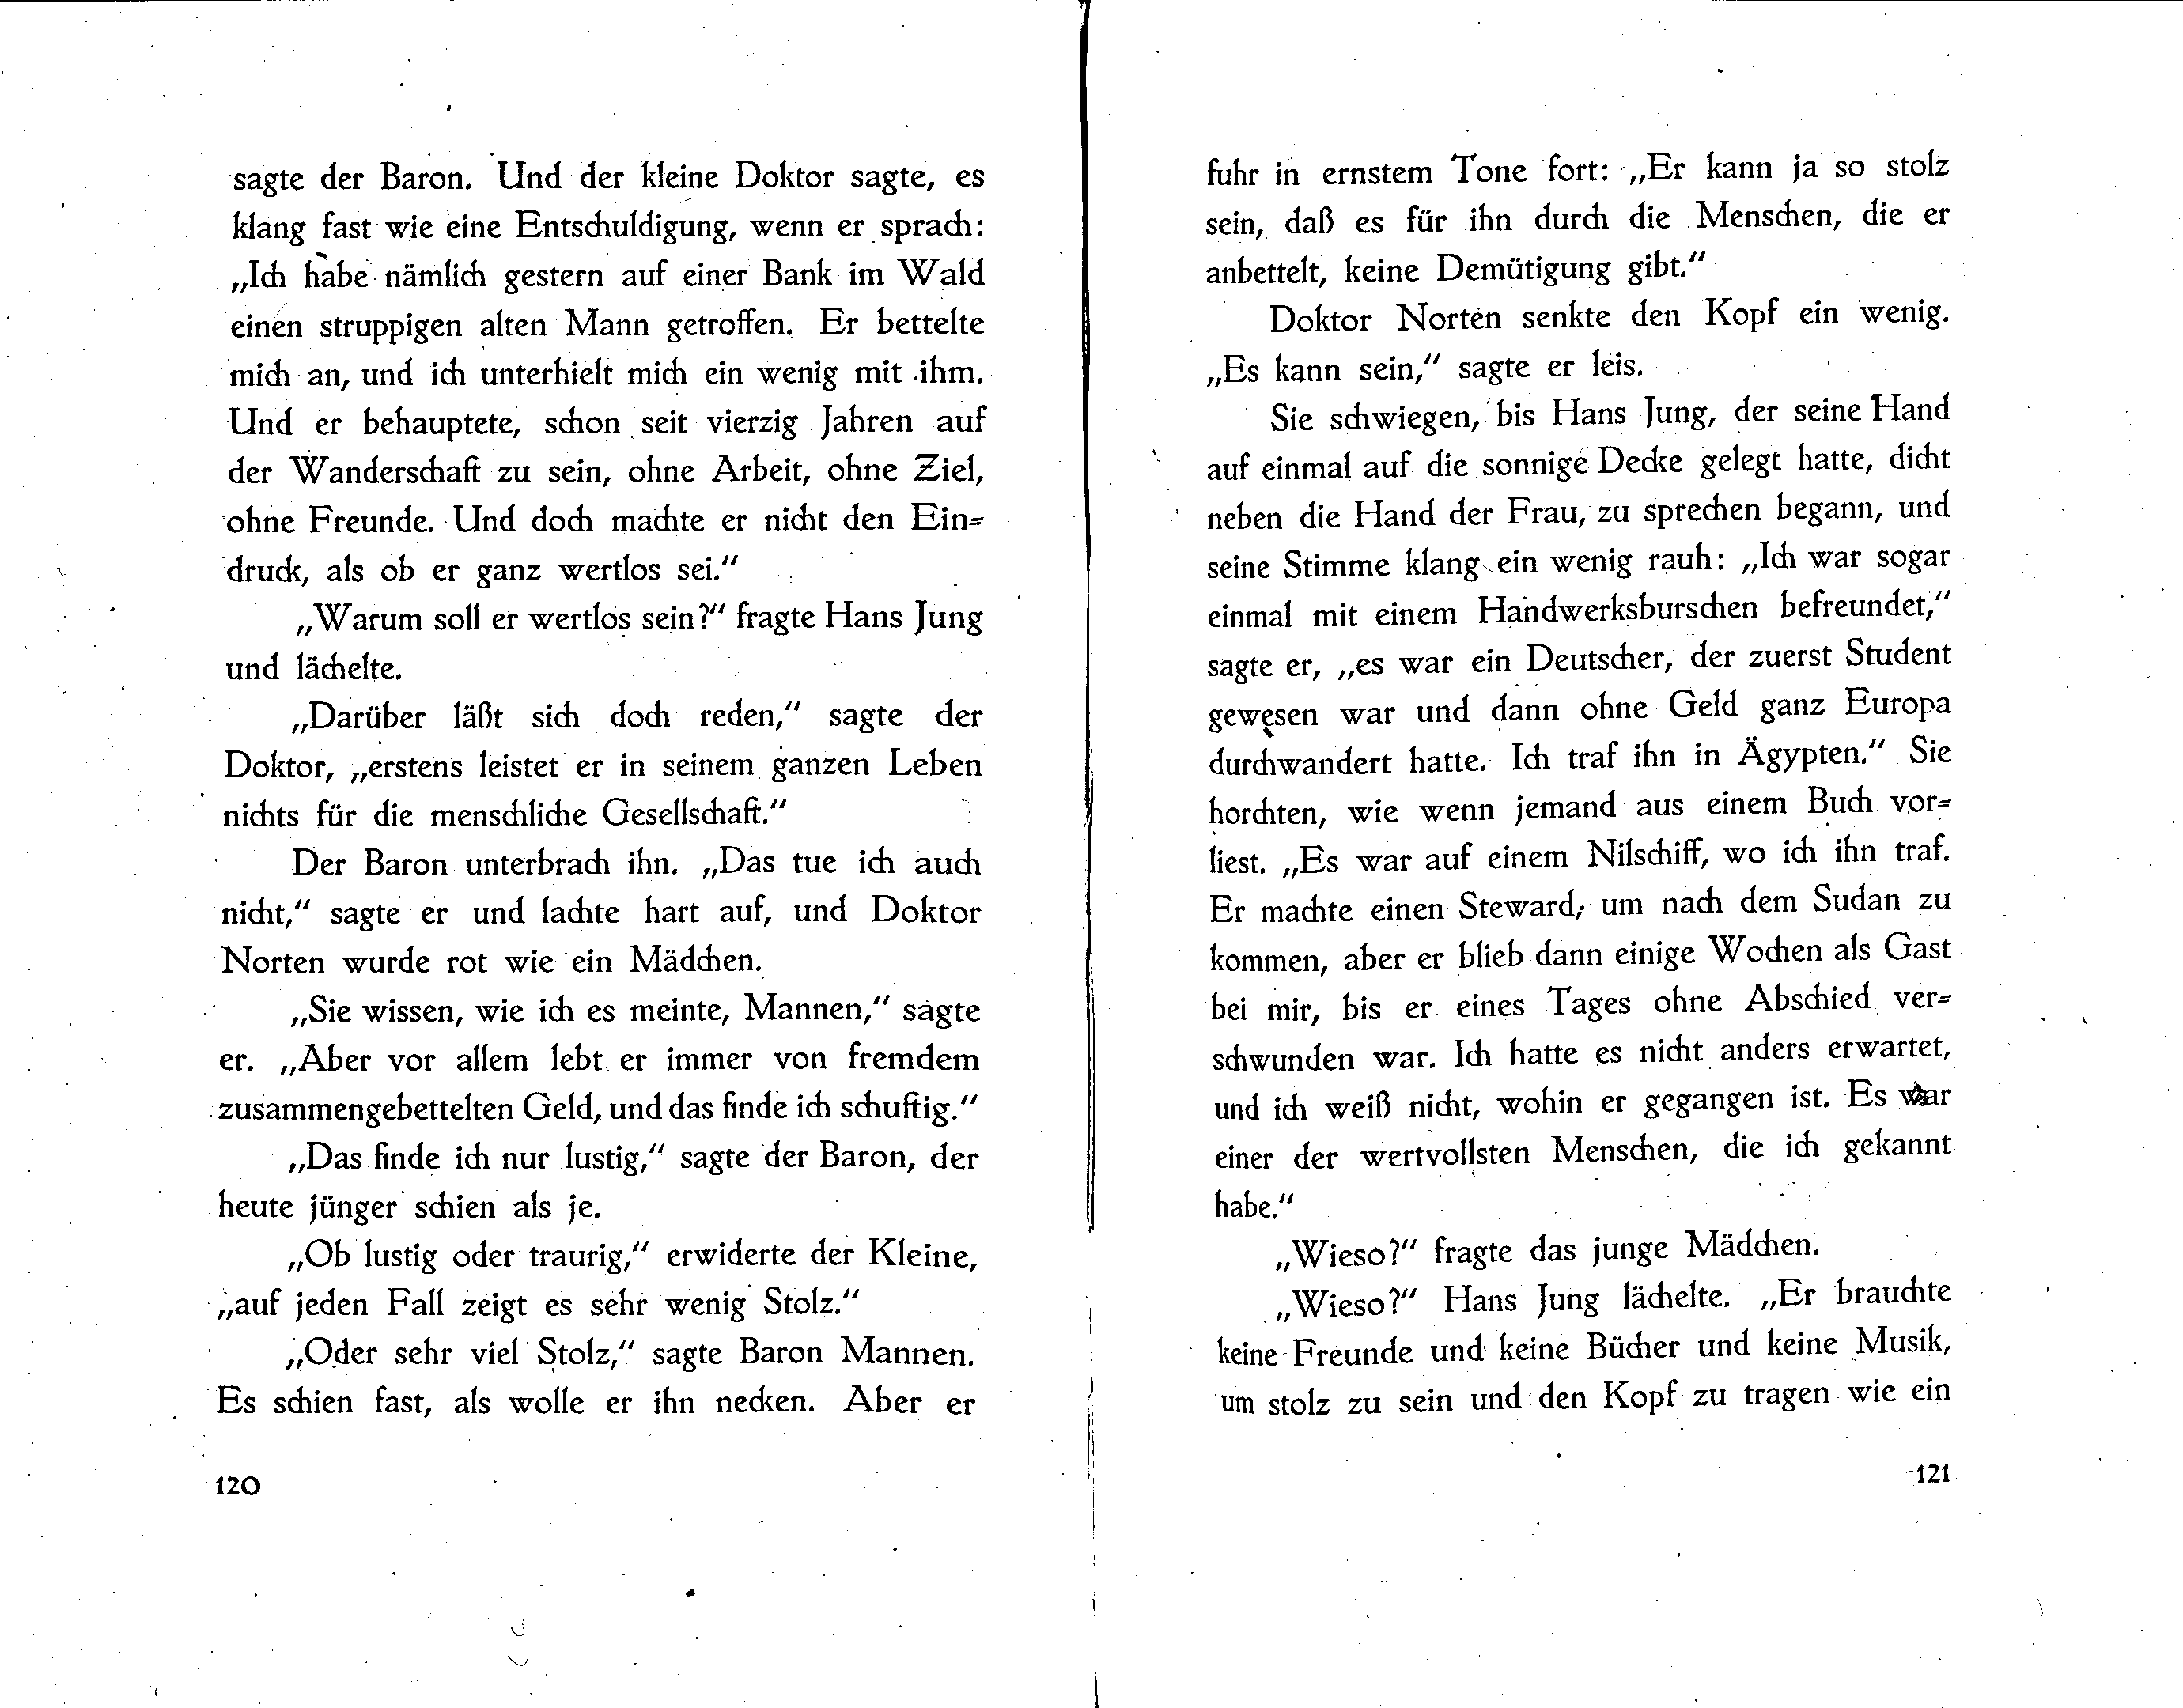 sagte der Baron. Und der kleine Doktor sagte, es
klang fast wie eine Entschuldigung, wenn er sprach:
„Ich habe nämlich gestern auf einer Bank im Wald
einen struppigen alten Mann getroffen. Er bettelte
mich an, und ich unterhielt mich ein wenig mit ihm.
Und er behauptete, schon seit vierzig Jahren auf
der Wanderschaft zu sein, ohne Arbeit, ohne Ziel,
ohne Freunde. Und doch machte er nicht den Ein=
druck, als ob er ganz wertlos sei.“
„Warum soll er wertlos sein?“ fragte Hans Jung
und lächelte.
„Darüber läßt sich doch reden,“ sagte der
Doktor, „erstens leistet er in seinem ganzen Leben
nichts für die menschliche Gesellschaft.“
Der Baron unterbrach ihn. „Das tue ich auch
nicht,“ sagte er und lachte hart auf, und Doktor
Norten wurde rot wie ein Mädchen.
„Sie wissen, wie ich es meinte, Mannen,“ sagte
er. „Aber vor allem lebt er immer von fremdem
zusammengebettelten Geld, und das finde ich schuftig.“
„Das finde ich nur lustig,“ sagte der Baron, der
heute jünger schien als je.
„Ob lustig oder traurig,“ erwiderte der Kleine,
„auf jeden Fall zeigt es sehr wenig Stolz.“
„Oder sehr viel Stolz,“ sagte Baron Mannen.
Es schien fast, als wolle er ihn necken. Aber er
120
fuhr in ernstem Tone fort: „Er kann ja so stolz
sein, daß es für ihn durch die Menschen, die er
anbettelt, keine Demütigung gibt.“
Doktor Norten senkte den Kopf ein wenig.
„Es kann sein,“ sagte er leis.
Sie schwiegen, bis Hans Jung, der seine Hand
auf einmal auf die sonnige Decke gelegt hatte, dicht
neben die Hand der Frau, zu sprechen begann, und
seine Stimme klang ein wenig rauh: „Ich war sogar
einmal mit einem Handwerksburschen befreundet,“
sagte er, „es war ein Deutscher, der zuerst Student
gewesen war und dann ohne Geld ganz Europa
durchwandert hatte. Ich traf ihn in Ägypten.“ Sie
horchten, wie wenn jemand aus einem Buch vor=
liest. „Es war auf einem Nilschiff, wo ich ihn traf.
Er machte einen Steward, um nach dem Sudan zu
kommen, aber er blieb dann einige Wochen als Gast
bei mir, bis er eines Tages ohne Abschied ver=
schwunden war. Ich hatte es nicht anders erwartet,
und ich weiß nicht, wohin er gegangen ist. Es war
einer der wertvollsten Menschen, die ich gekannt
habe.“
„Wieso?“ fragte das junge Mädchen.
„Wieso?“ Hans Jung lächelte. „Er brauchte
keine Freunde und keine Bücher und keine Musik,
um stolz zu sein und den Kopf zu tragen wie ein
121